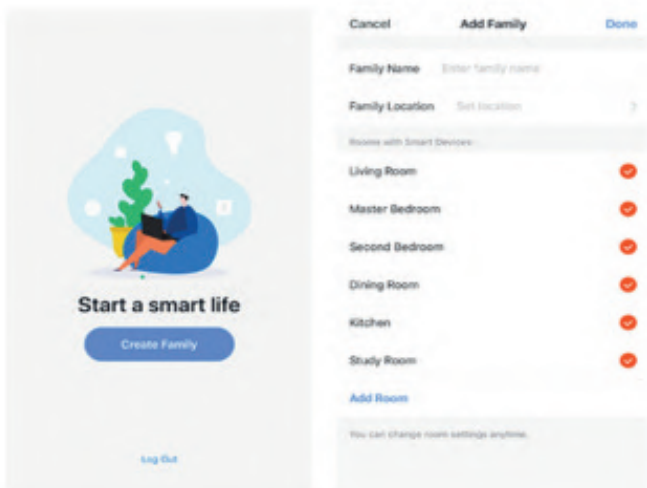 Start a smart life
Create Family
Log Out
Cancel Add Family Done
Family Name Enter family name
Family Location Set location
Rooms with Smart Devices:
Living Room
Master Bedroom
Second Bedroom
Dining Room
Kitchen
Study Room
Add Room
You can change room settings anytime.